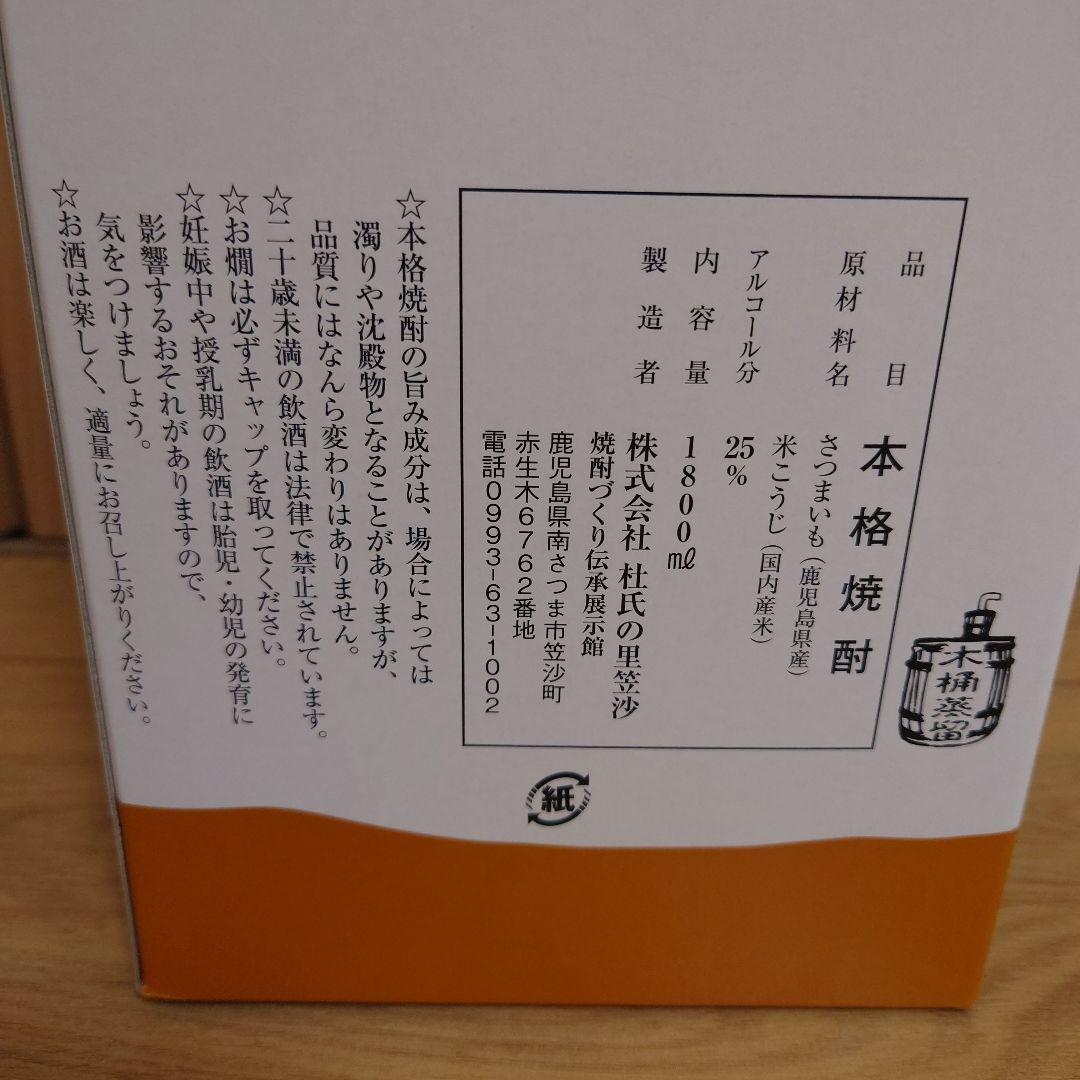 品目 本格焼酎
原材料名 さつまいも（鹿児島県産）
米こうじ（国内産米）
アルコール分 25%
内容量 1800㎖
製造者 株式会社 杜氏の里笠沙
焼酎づくり伝承展示館
鹿児島県南さつま市笠沙町
赤生木6762番地
電話0993-63-1002
木桶蒸留
☆本格焼酎の旨み成分は、場合によっては
濁りや沈殿物となることがありますが、
品質にはなんら変わりはありません。
☆二十歳未満の飲酒は法律で禁止されています。
☆お燗は必ずキャップを取ってください。
☆妊娠中や授乳期の飲酒は胎児・幼児の発育に
影響するおそれがありますので、
気をつけましょう。
☆お酒は楽しく、適量にお召し上がりください。
紙